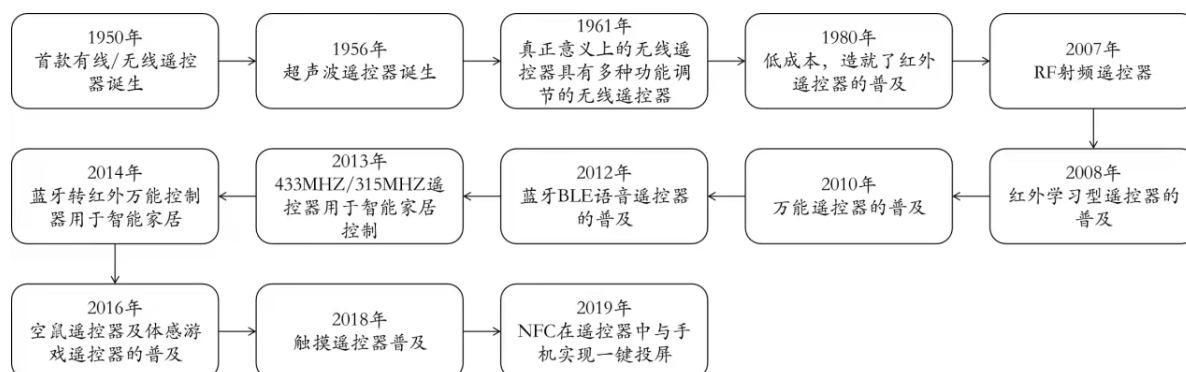 1950年
首款有线/无线遥控
器诞生
1956年
超声波遥控器诞生
1961年
真正意义上的无线遥
控器具有多种功能调
节的无线遥控器
1980年
低成本，造就了红外
遥控器的普及
2007年
RF射频遥控器
2008年
红外学习型遥控器的
普及
2010年
万能遥控器的普及
2012年
蓝牙BLE语音遥控器
的普及
2013年
433MHZ/315MHZ遥
控器用于智能家居
控制
2014年
蓝牙转红外万能控制
器用于智能家居
2016年
空鼠遥控器及体感游
戏遥控器的普及
2018年
触摸遥控器普及
2019年
NFC在遥控器中与手
机实现一键投屏